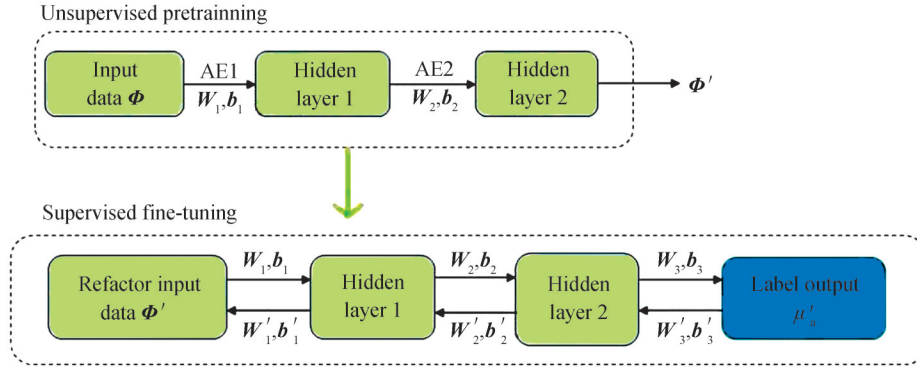 Unsupervised pretrainning
Input
data Φ
AE1
W₁,b₁
Hidden
layer 1
AE2
W₂,b₂
Hidden
layer 2
Φ′
Supervised fine-tuning
Refactor input
data Φ′
W₁,b₁
W′₁,b′₁
Hidden
layer 1
W₂,b₂
W′₂,b′₂
Hidden
layer 2
W₃,b₃
W′₃,b′₃
Label output
μ′ₐ